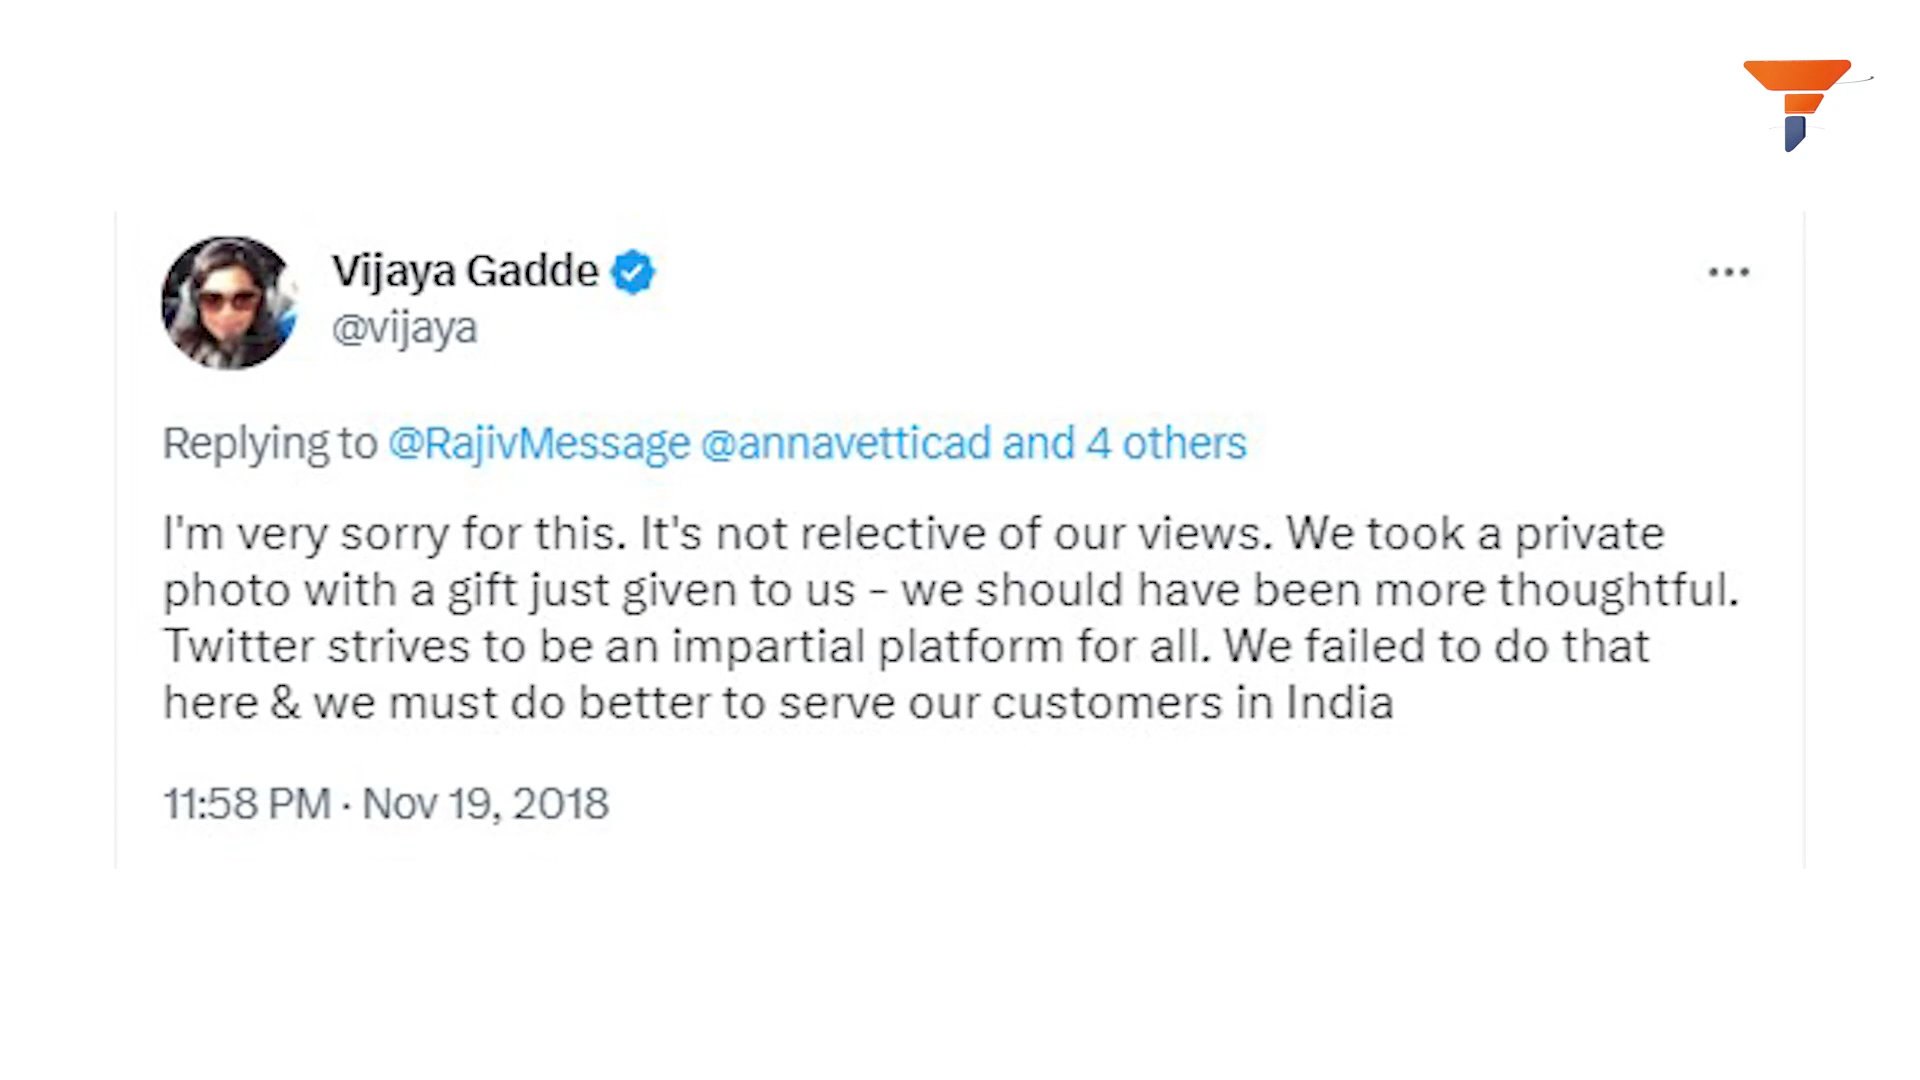 Vijaya Gadde
@vijaya
Replying to @RajivMessage @annavetticad and 4 others
I'm very sorry for this. It's not relective of our views. We took a private
photo with a gift just given to us – we should have been more thoughtful.
Twitter strives to be an impartial platform for all. We failed to do that
here & we must do better to serve our customers in India
11:58 PM · Nov 19, 2018